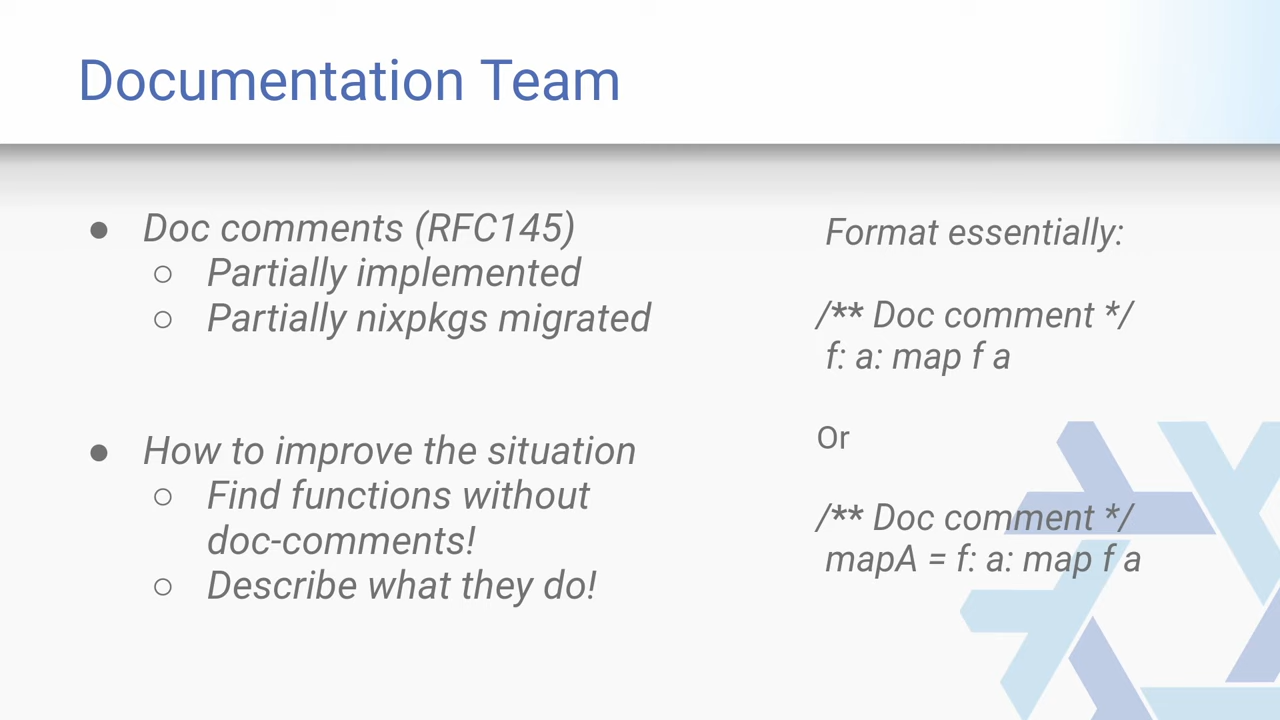 Documentation Team
● Doc comments (RFC145)
○ Partially implemented
○ Partially nixpkgs migrated
● How to improve the situation
○ Find functions without
doc-comments!
○ Describe what they do!
Format essentially:
/** Doc comment */
f: a: map f a
Or
/** Doc comment */
mapA = f: a: map f a